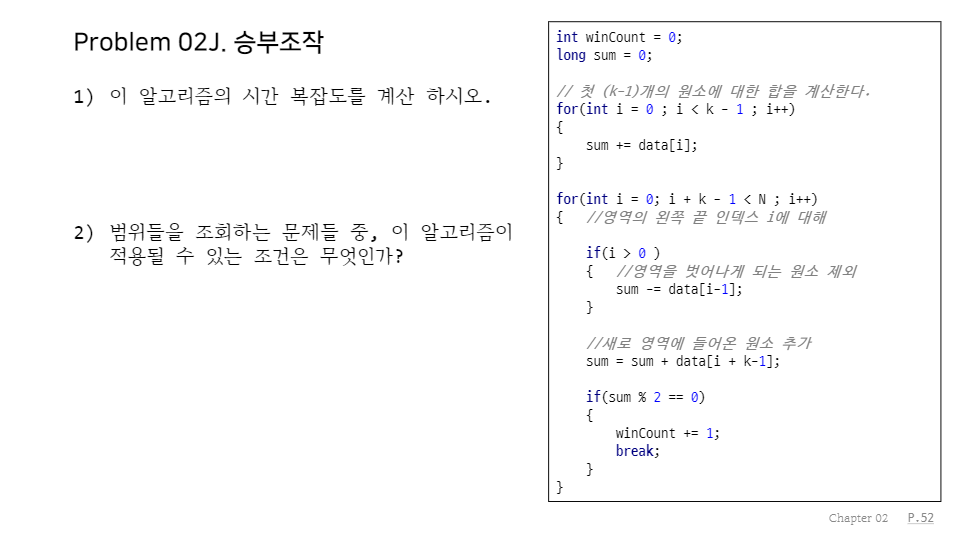 Problem 02J. 승부조작
1) 이 알고리즘의 시간 복잡도를 계산 하시오.
2) 범위들을 조회하는 문제들 중, 이 알고리즘이
적용될 수 있는 조건은 무엇인가?
int winCount = 0;
long sum = 0;
// 첫 (k-1)개의 원소에 대한 합을 계산한다.
for(int i = 0 ; i < k - 1 ; i++)
{
sum += data[i];
}
for(int i = 0; i + k - 1 < N ; i++)
{ //영역의 왼쪽 끝 인덱스 i에 대해
if(i > 0 )
{ //영역을 벗어나게 되는 원소 제외
sum -= data[i-1];
}
//새로 영역에 들어온 원소 추가
sum = sum + data[i + k-1];
if(sum % 2 == 0)
{
winCount += 1;
break;
}
}
Chapter 02 P.52